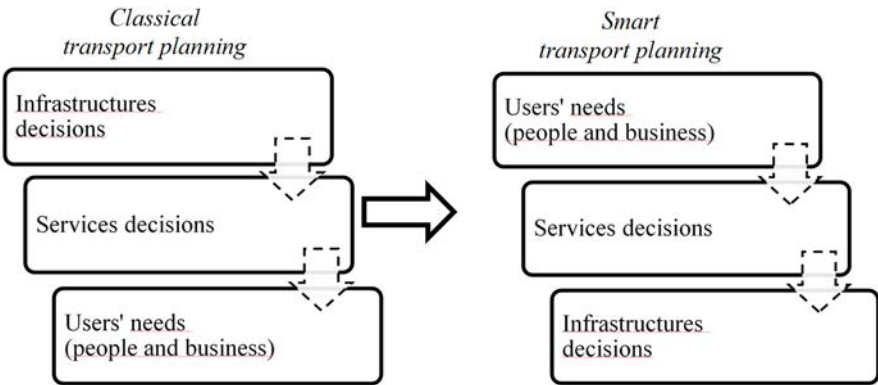 Classical
transport planning
Infrastructures
decisions
Services decisions
Users' needs
(people and business)
Smart
transport planning
Users' needs
(people and business)
Services decisions
Infrastructures
decisions